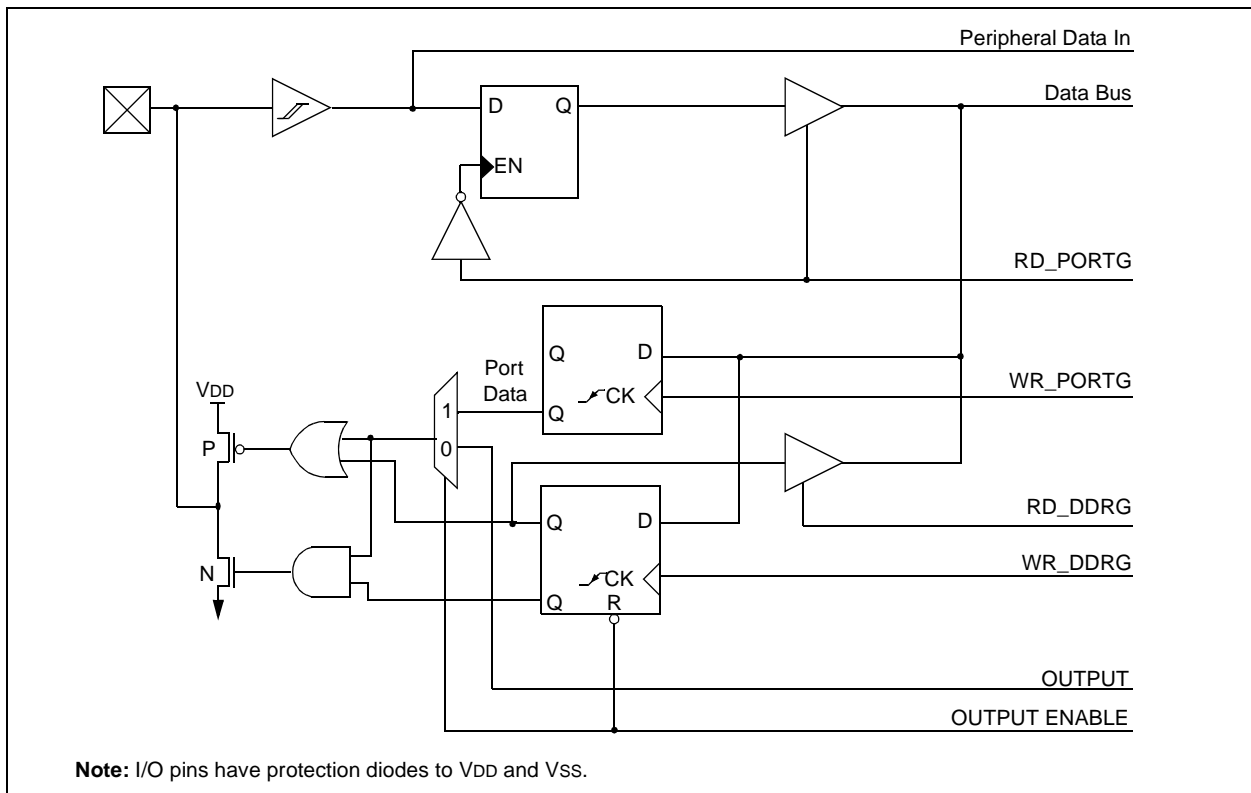 Peripheral Data In
D Q Data Bus
EN
RD_PORTG
Q D
Port
Data
WR_PORTG
VDD
1 Q CK
P 0
RD_DDRG
Q D
N CK WR_DDRG
Q R
OUTPUT
OUTPUT ENABLE
Note: I/O pins have protection diodes to VDD and VSS.